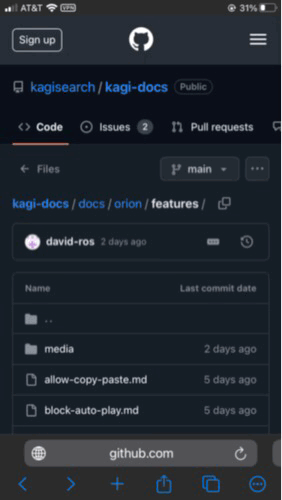 AT&T VPN 31%
Sign up
kagisearch / kagi-docs Public
Code Issues 2 Pull requests
Files main
kagi-docs / docs / orion / features /
david-ros 2 days ago
Name Last commit date
..
media 2 days ago
allow-copy-paste.md 5 days ago
block-auto-play.md 5 days ago
github.com